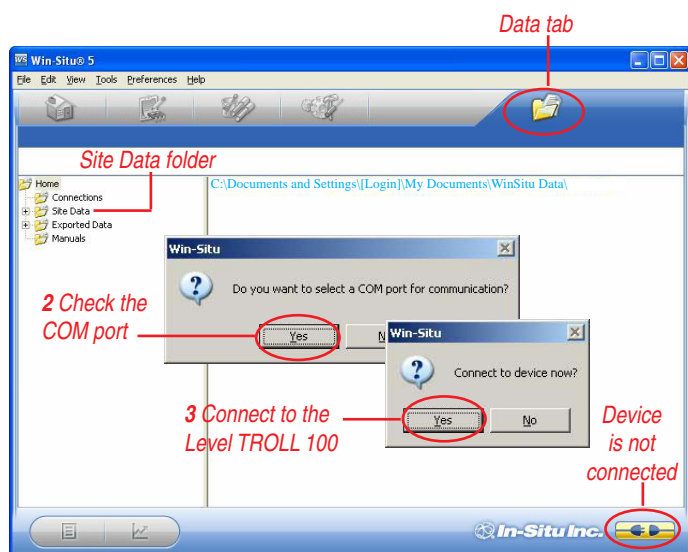 Data tab
Win-Situ® 5
File Edit View Tools Preferences Help
Site Data folder
Home
Connections
Site Data
Exported Data
Manuals
C:\Documents and Settings\[Login]\My Documents\WinSitu Data\
Win-Situ
Do you want to select a COM port for communication?
2 Check the
COM port
Yes
N
Win-Situ
Connect to device now?
Yes
No
3 Connect to the
Level TROLL 100
Device
is not
connected
In-Situ Inc.